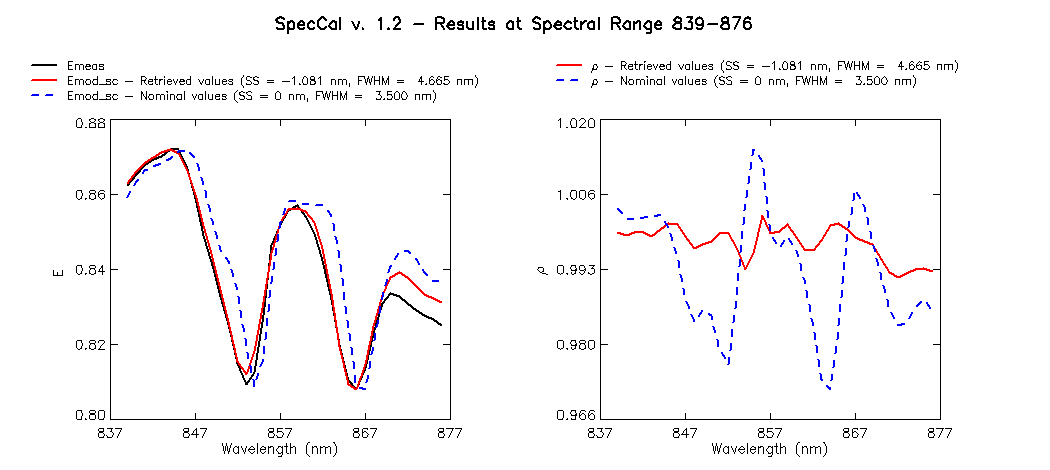 SpecCal v. 1.2 - Results at Spectral Range 839-876
Emeas
Emod_sc - Retrieved values (SS = -1.081 nm, FWHM = 4.665 nm)
Emod_sc - Nominal values (SS = 0 nm, FWHM = 3.500 nm)
0.88
0.86
0.84
0.82
0.80
E
837 847 857 867 877
Wavelength (nm)
ρ - Retrieved values (SS = -1.081 nm, FWHM = 4.665 nm)
ρ - Nominal values (SS = 0 nm, FWHM = 3.500 nm)
1.020
1.006
0.993
0.980
0.966
ρ
837 847 857 867 877
Wavelength (nm)